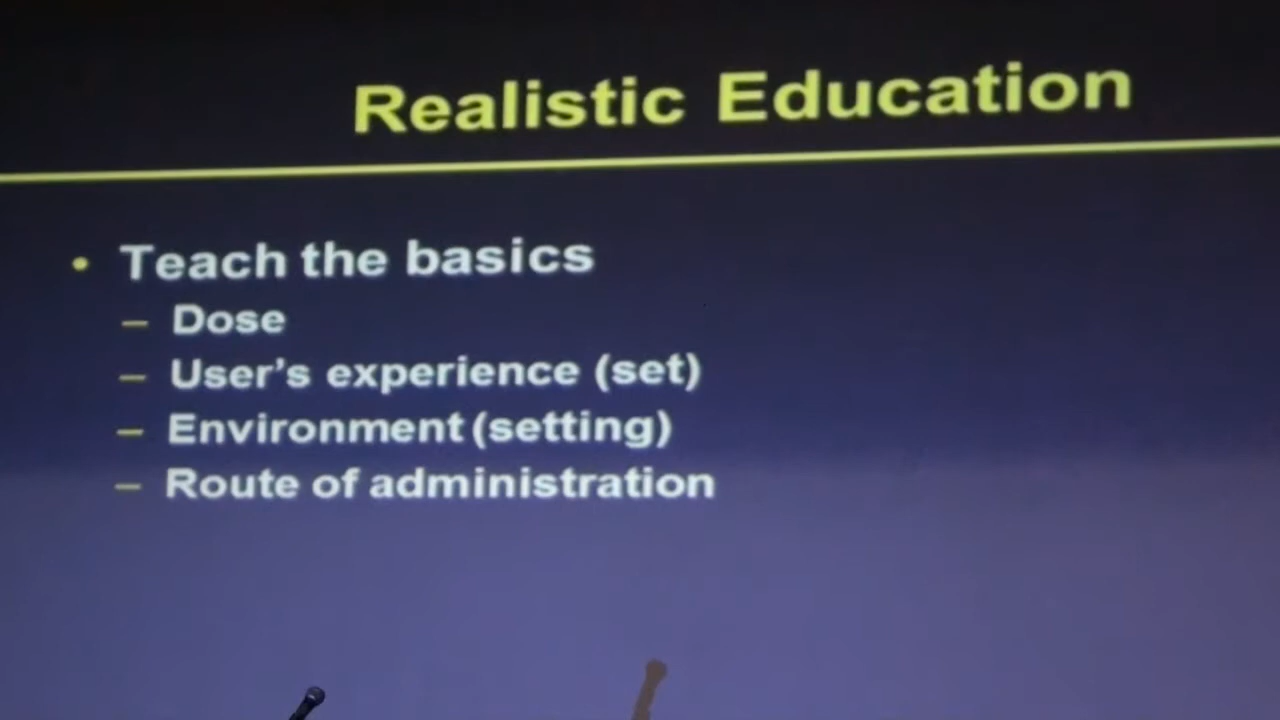 Realistic Education
• Teach the basics
– Dose
– User's experience (set)
– Environment (setting)
– Route of administration